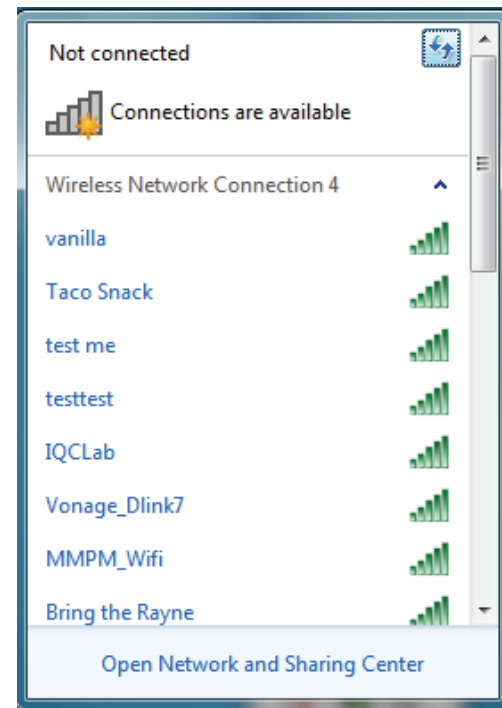 Not connected
Connections are available
Wireless Network Connection 4
vanilla
Taco Snack
test me
testtest
IQCLab
Vonage_Dlink7
MMPM_Wifi
Bring the Rayne
Open Network and Sharing Center